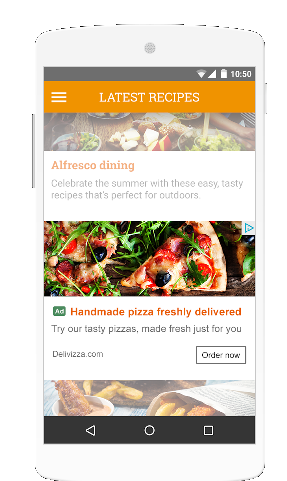 10:50
LATEST RECIPES
Alfresco dining
Celebrate the summer with these easy, tasty
recipes that's perfect for outdoors.
Ad Handmade pizza freshly delivered
Try our tasty pizzas, made fresh just for you
Delivizza.com
Order now